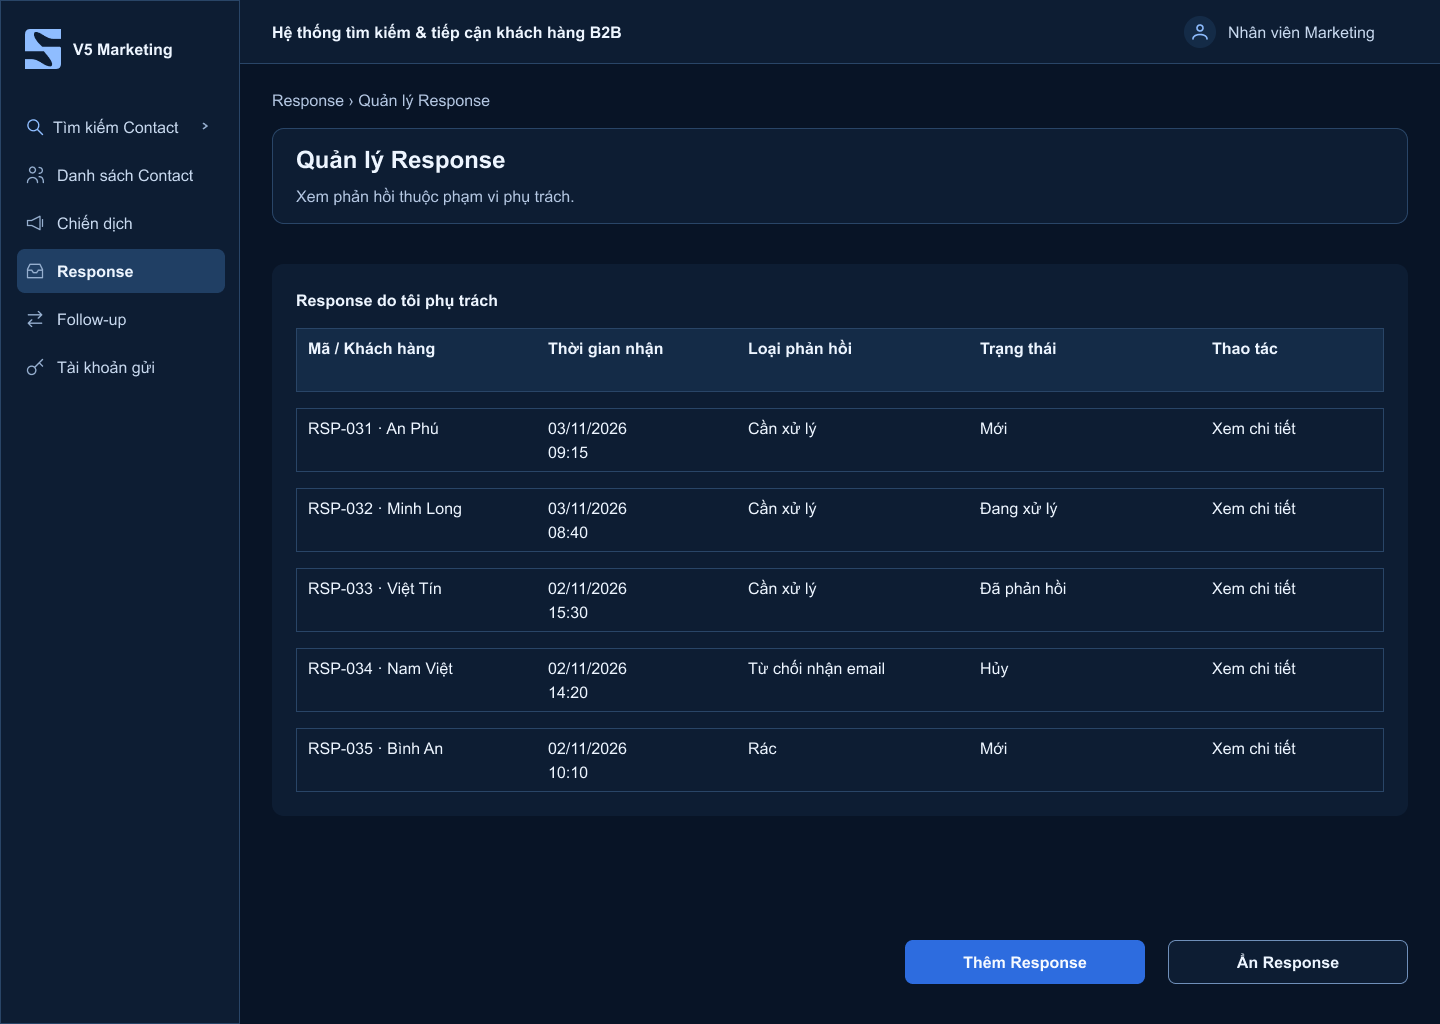 V5 Marketing
Hệ thống tìm kiếm & tiếp cận khách hàng B2B
Nhân viên Marketing
Tìm kiếm Contact
Danh sách Contact
Chiến dịch
Response
Follow-up
Tài khoản gửi
Response › Quản lý Response
Quản lý Response
Xem phản hồi thuộc phạm vi phụ trách.
Response do tôi phụ trách
Mã / Khách hàng Thời gian nhận Loại phản hồi Trạng thái Thao tác
RSP-031 · An Phú 03/11/2026 Cần xử lý Mới Xem chi tiết
09:15
RSP-032 · Minh Long 03/11/2026 Cần xử lý Đang xử lý Xem chi tiết
08:40
RSP-033 · Việt Tín 02/11/2026 Cần xử lý Đã phản hồi Xem chi tiết
15:30
RSP-034 · Nam Việt 02/11/2026 Từ chối nhận email Hủy Xem chi tiết
14:20
RSP-035 · Bình An 02/11/2026 Rác Mới Xem chi tiết
10:10
Thêm Response
Ẩn Response